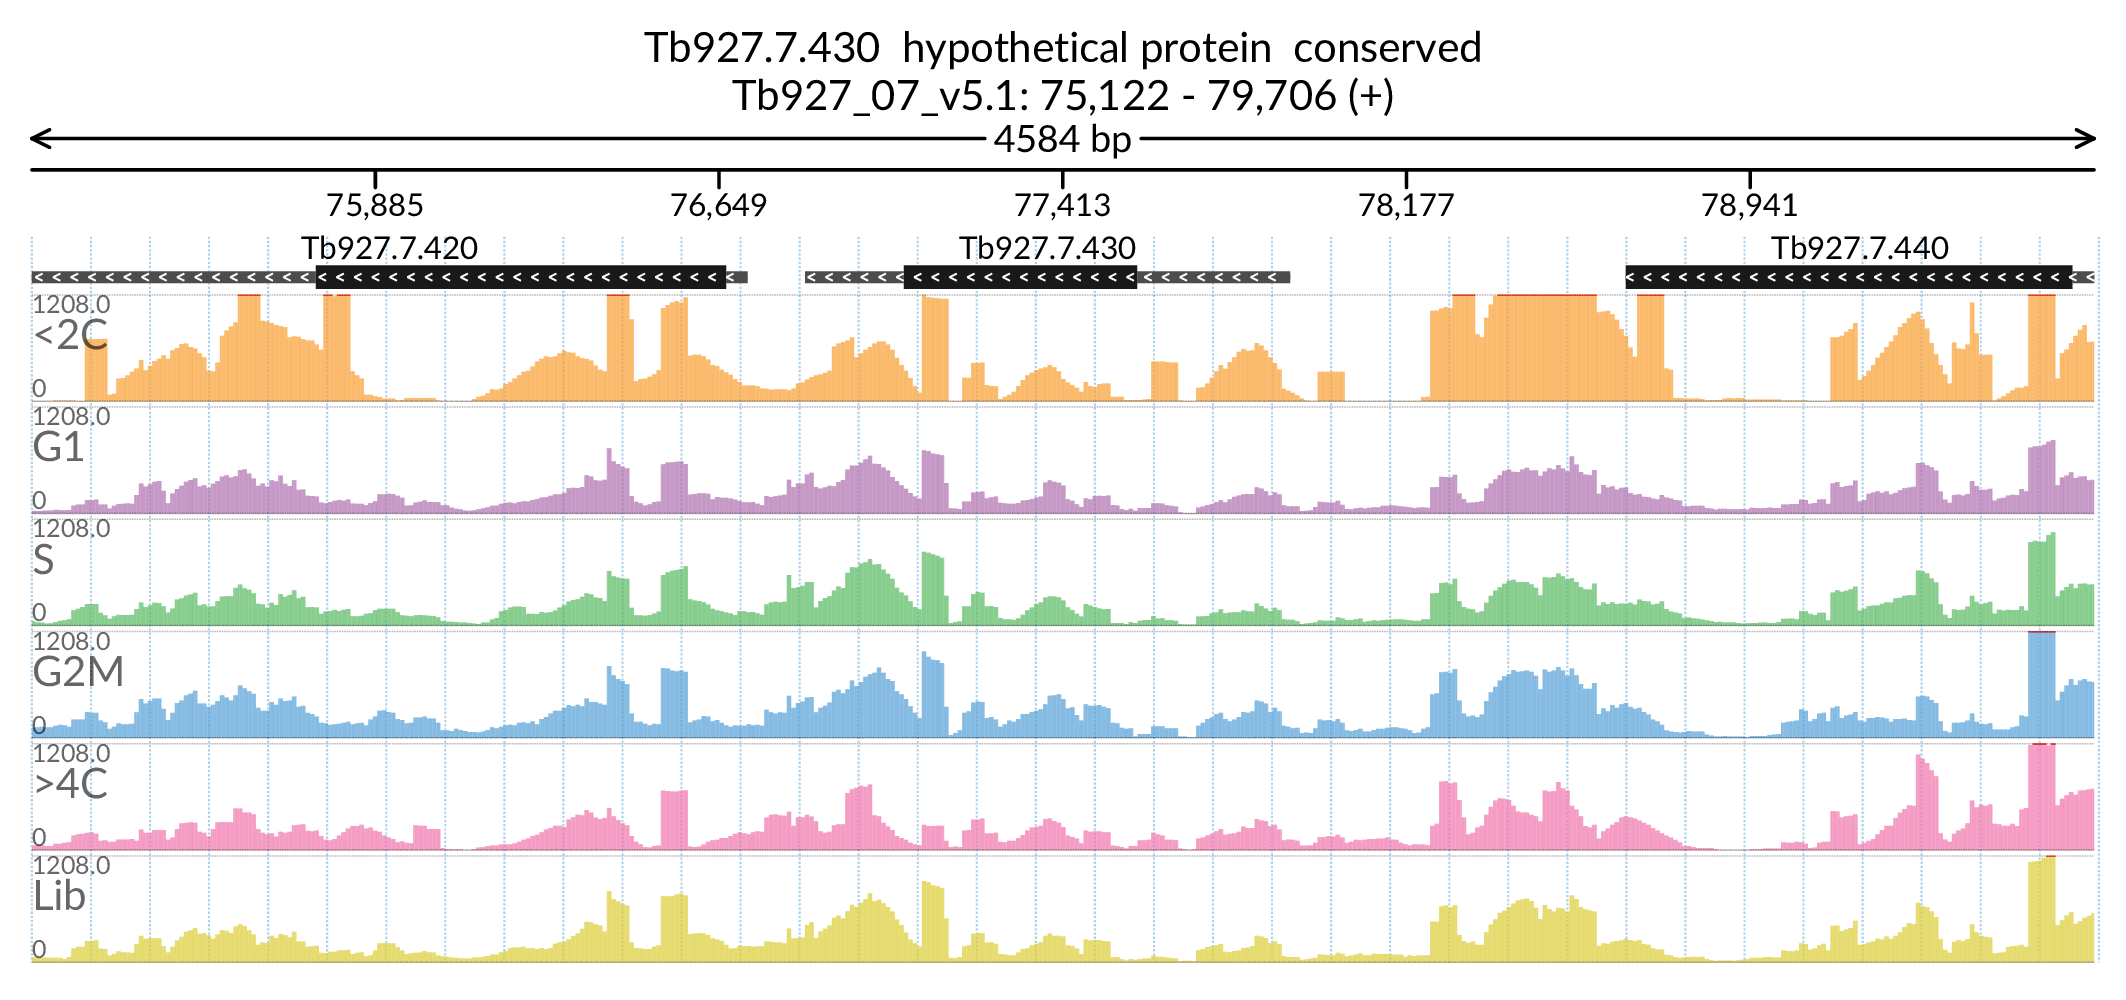 Tb927.7.430 hypothetical protein conserved
Tb927_07_v5.1: 75,122 - 79,706 (+)
4584 bp
75,885 76,649 77,413 78,177 78,941
Tb927.7.420 Tb927.7.430 Tb927.7.440
1208.0
<2C
0
1208.0
G1
0
1208.0
S
0
1208.0
G2M
0
1208.0
>4C
0
1208.0
Lib
0